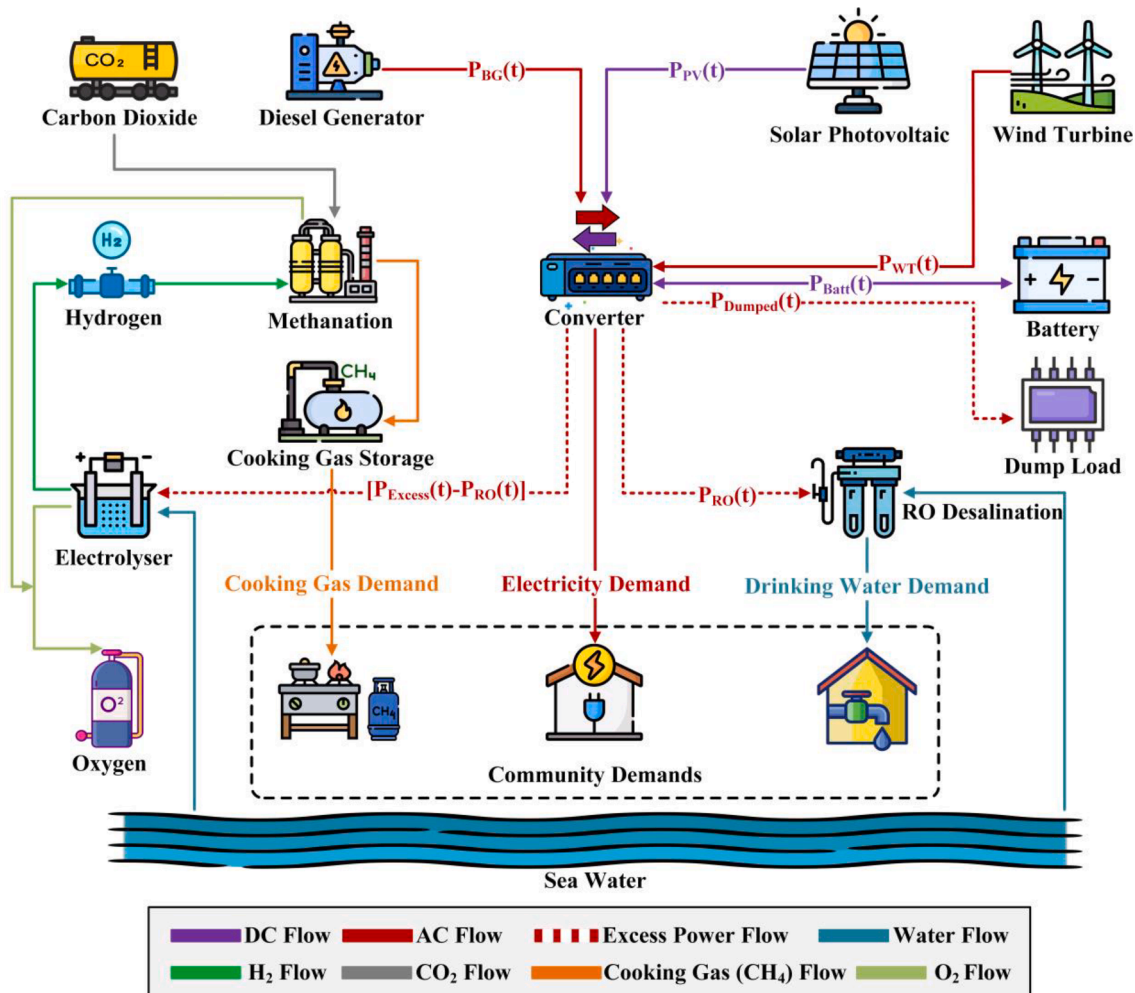 CO₂
Carbon Dioxide
Diesel Generator
P_BG(t)
P_PV(t)
Solar Photovoltaic
Wind Turbine
H₂
Hydrogen
Methanation
Converter
P_WT(t)
P_Batt(t)
P_Dumped(t)
Battery
CH₄
Cooking Gas Storage
Dump Load
[P_Excess(t)-P_RO(t)]
P_RO(t)
RO Desalination
Electrolyser
Cooking Gas Demand
Electricity Demand
Drinking Water Demand
O²
CH₄
Oxygen
Community Demands
Sea Water
DC Flow AC Flow Excess Power Flow Water Flow
H₂ Flow CO₂ Flow Cooking Gas (CH₄) Flow O₂ Flow